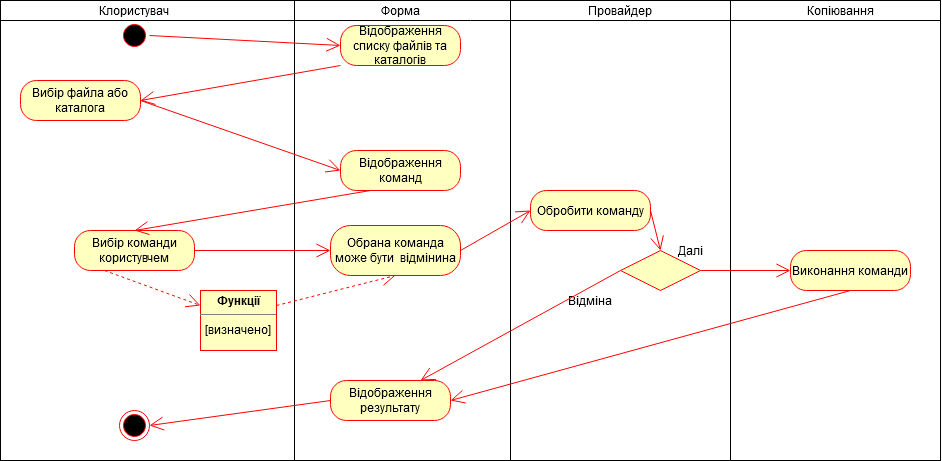 Клористувач
Форма
Провайдер
Копіювання
Відображення
списку файлів та
каталогів
Вибір файла або
каталога
Відображення
команд
Вибір команди
користувчем
Обрана команда
може бути відмінина
Обробити команду
Далі
Виконання команди
Функції
[визначено]
Відміна
Відображення
результату